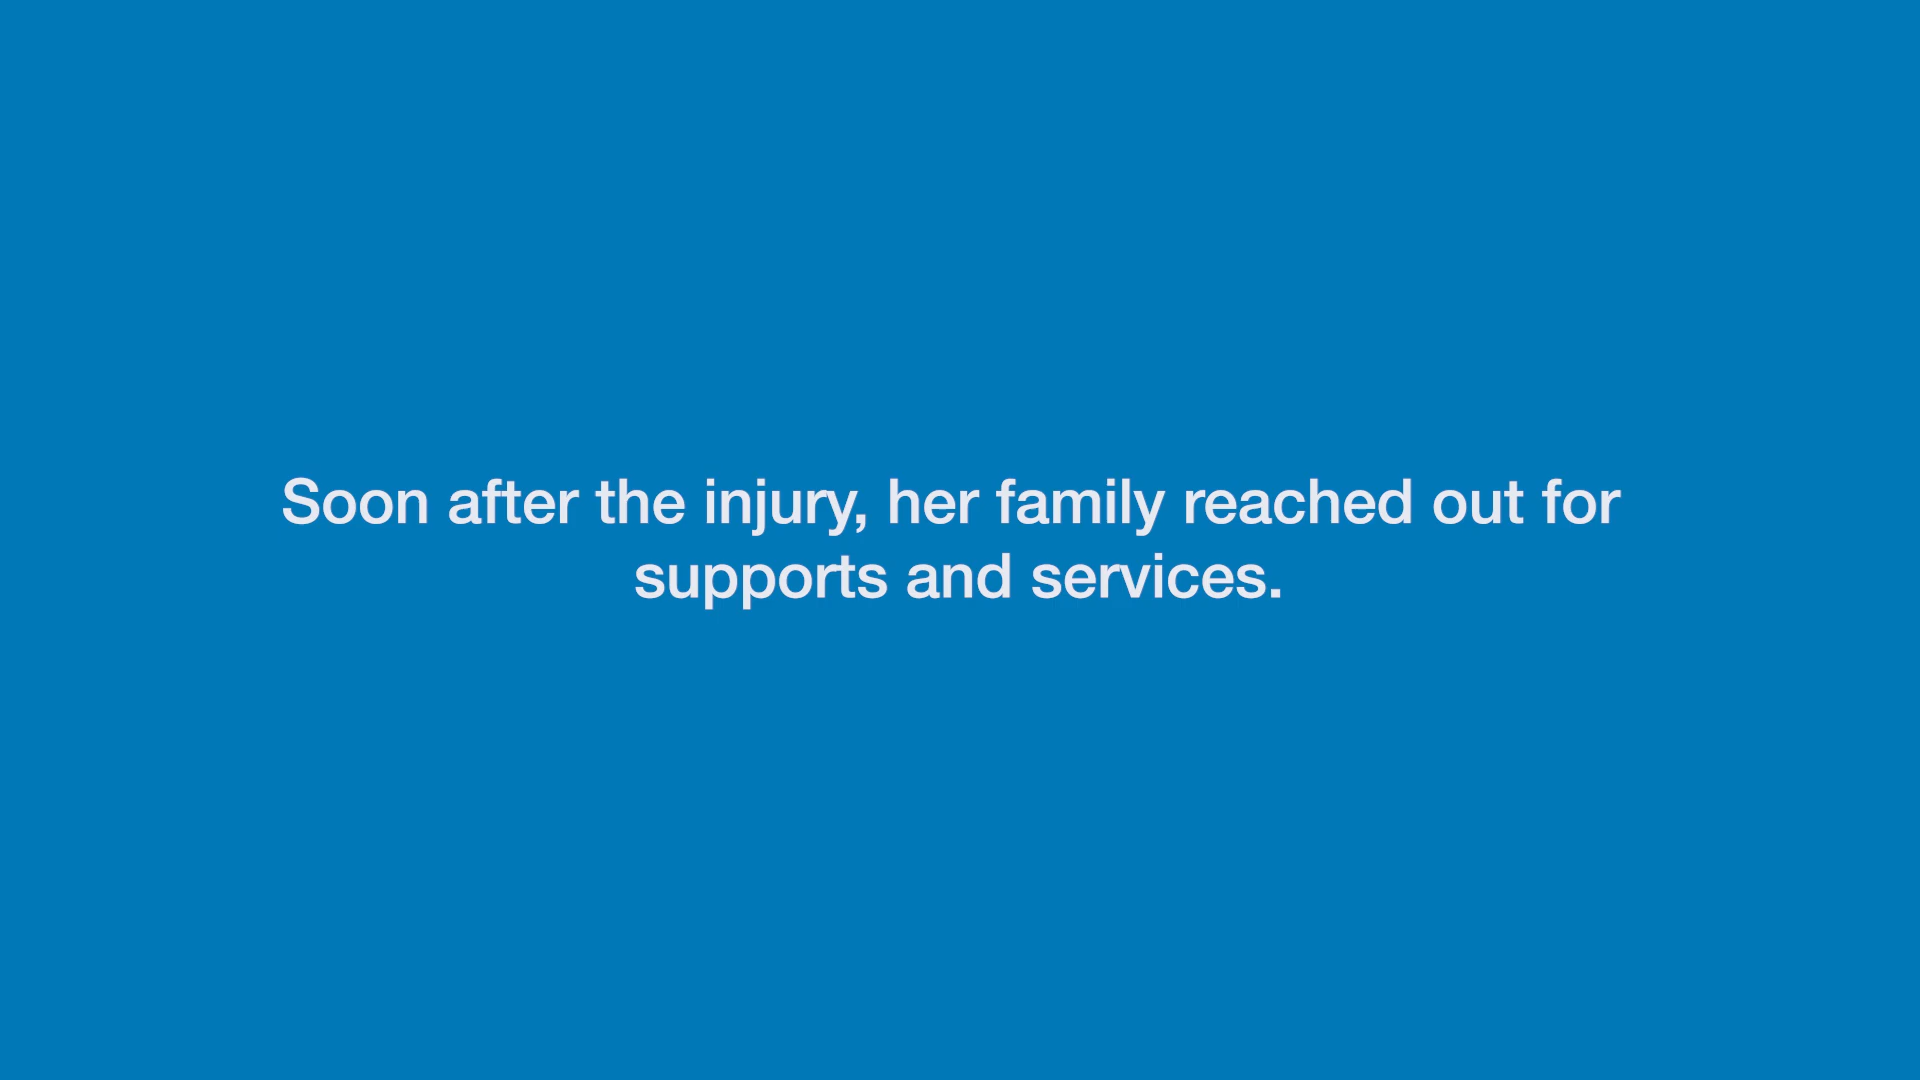 Soon after the injury, her family reached out for
supports and services.